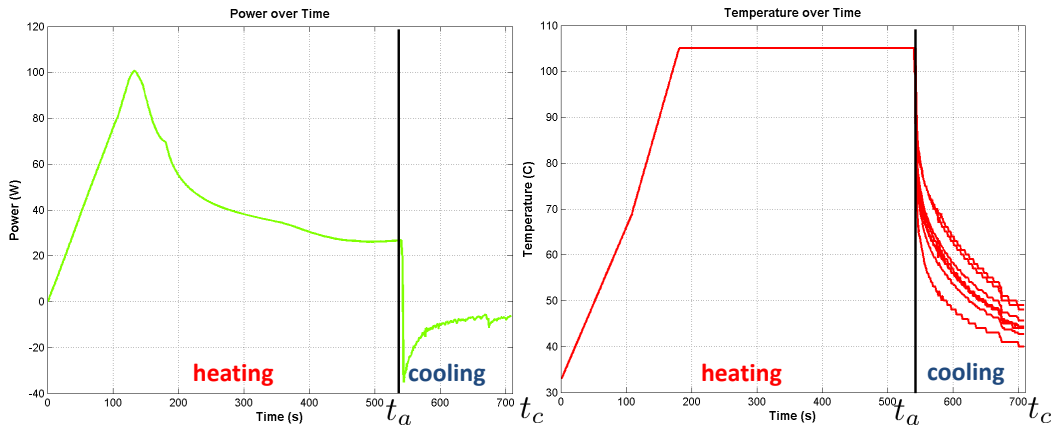 Power over Time
120
100
80
60
40
20
0
-20
-40
Power (W)
heating
cooling
0 100 200 300 400 500 600 700
Time (s)
t_a
t_c
Temperature over Time
110
100
90
80
70
60
50
40
30
Temperature (C)
heating
cooling
0 100 200 300 400 500 600 700
Time (s)
t_a
t_c